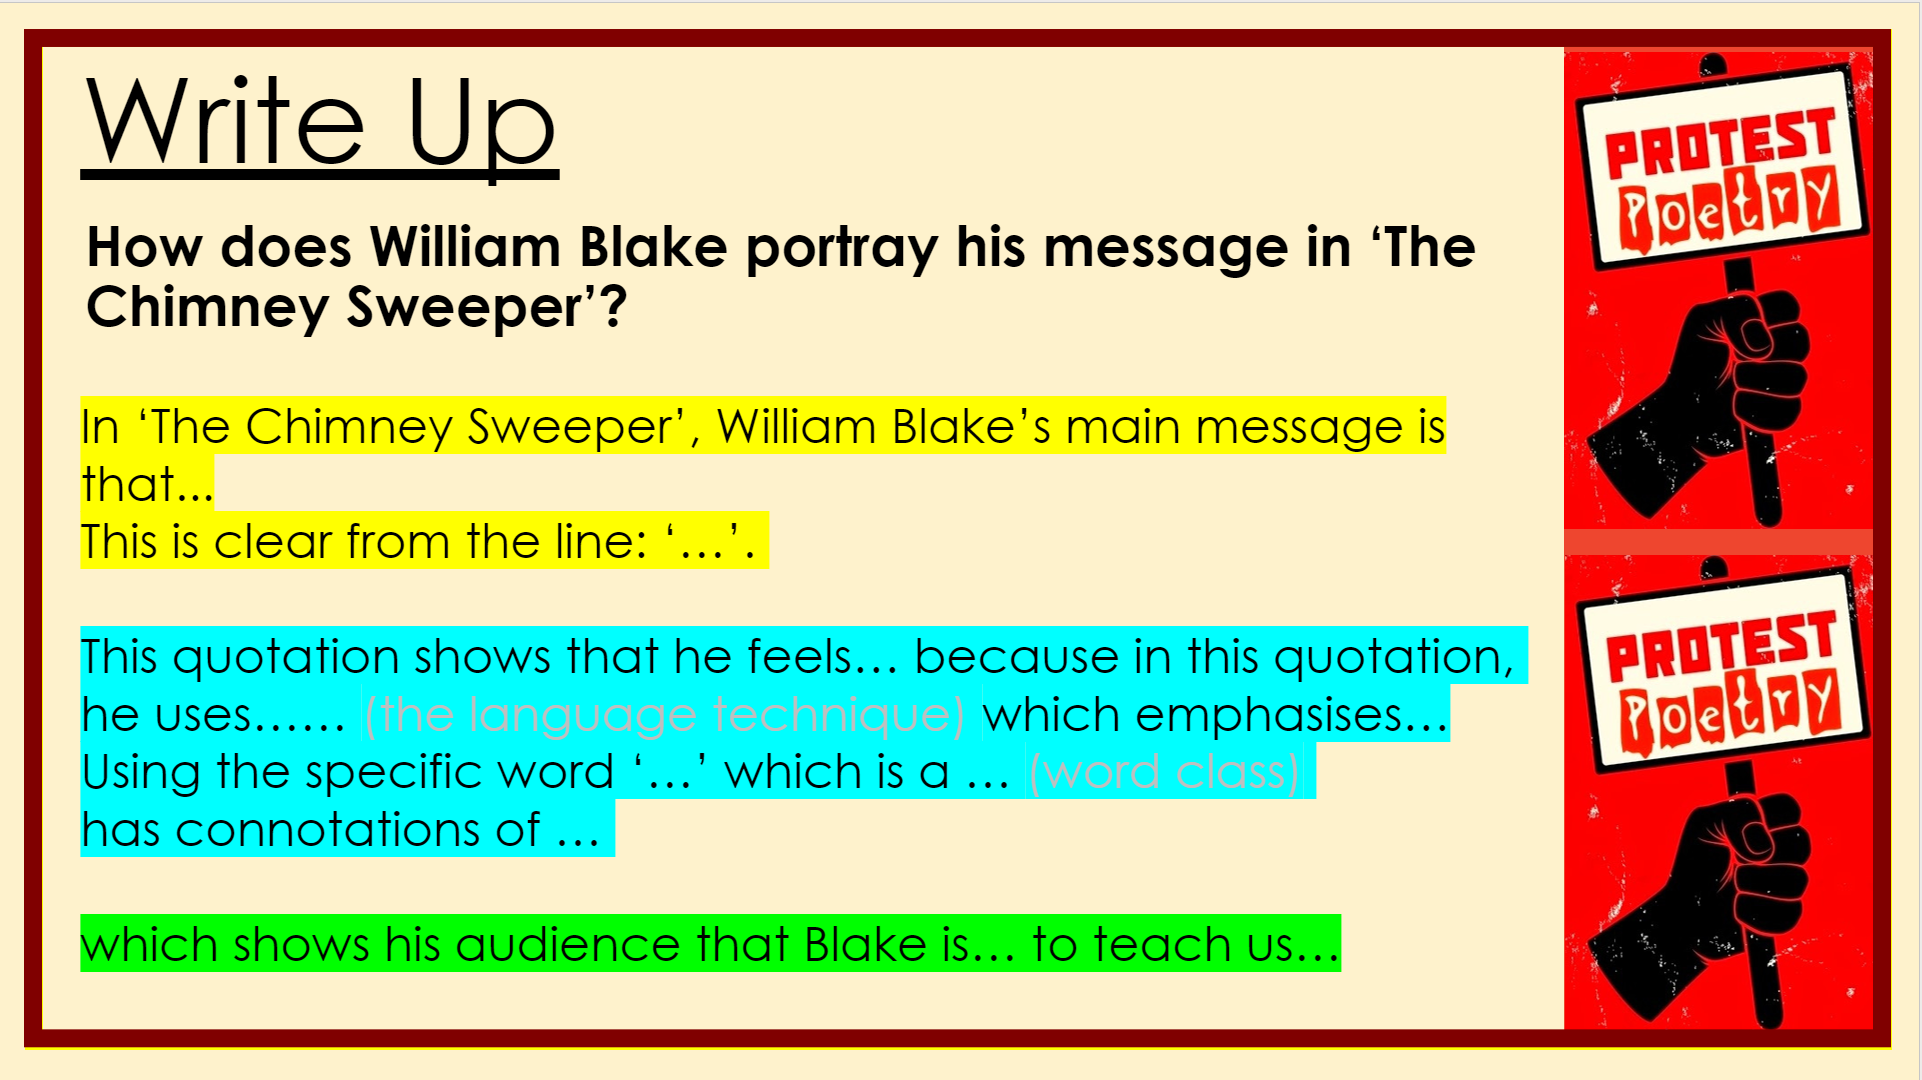 Write Up
How does William Blake portray his message in ‘The
Chimney Sweeper’?
In ‘The Chimney Sweeper’, William Blake’s main message is
that...
This is clear from the line: ‘…’.
This quotation shows that he feels… because in this quotation,
he uses…… (the language technique) which emphasises…
Using the specific word ‘…’ which is a … (word class)
has connotations of …
which shows his audience that Blake is… to teach us…
PROTEST
Poetry
PROTEST
Poetry